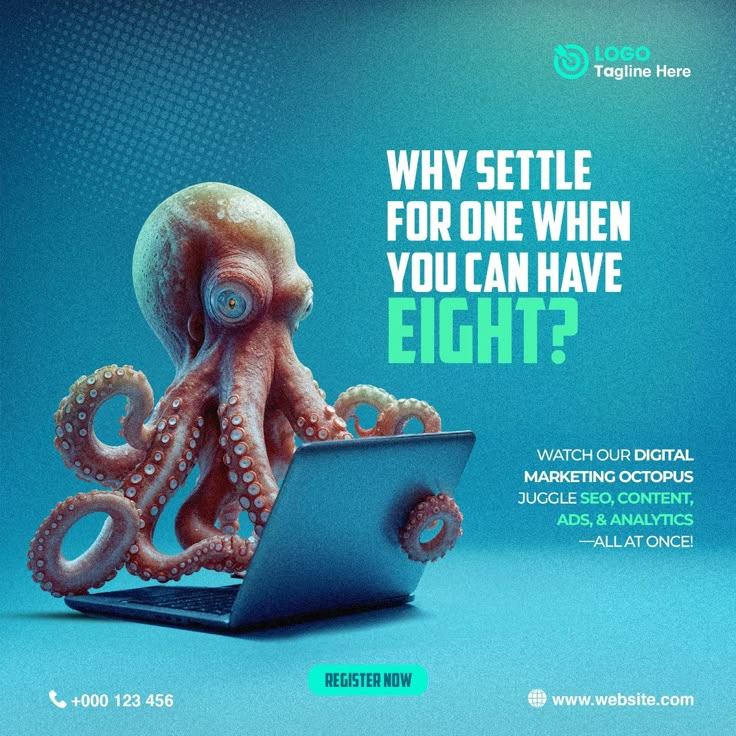 LOGO
Tagline Here
WHY SETTLE
FOR ONE WHEN
YOU CAN HAVE
EIGHT?
WATCH OUR DIGITAL
MARKETING OCTOPUS
JUGGLE SEO, CONTENT,
ADS, & ANALYTICS
—ALL AT ONCE!
REGISTER NOW
+000 123 456
www.website.com